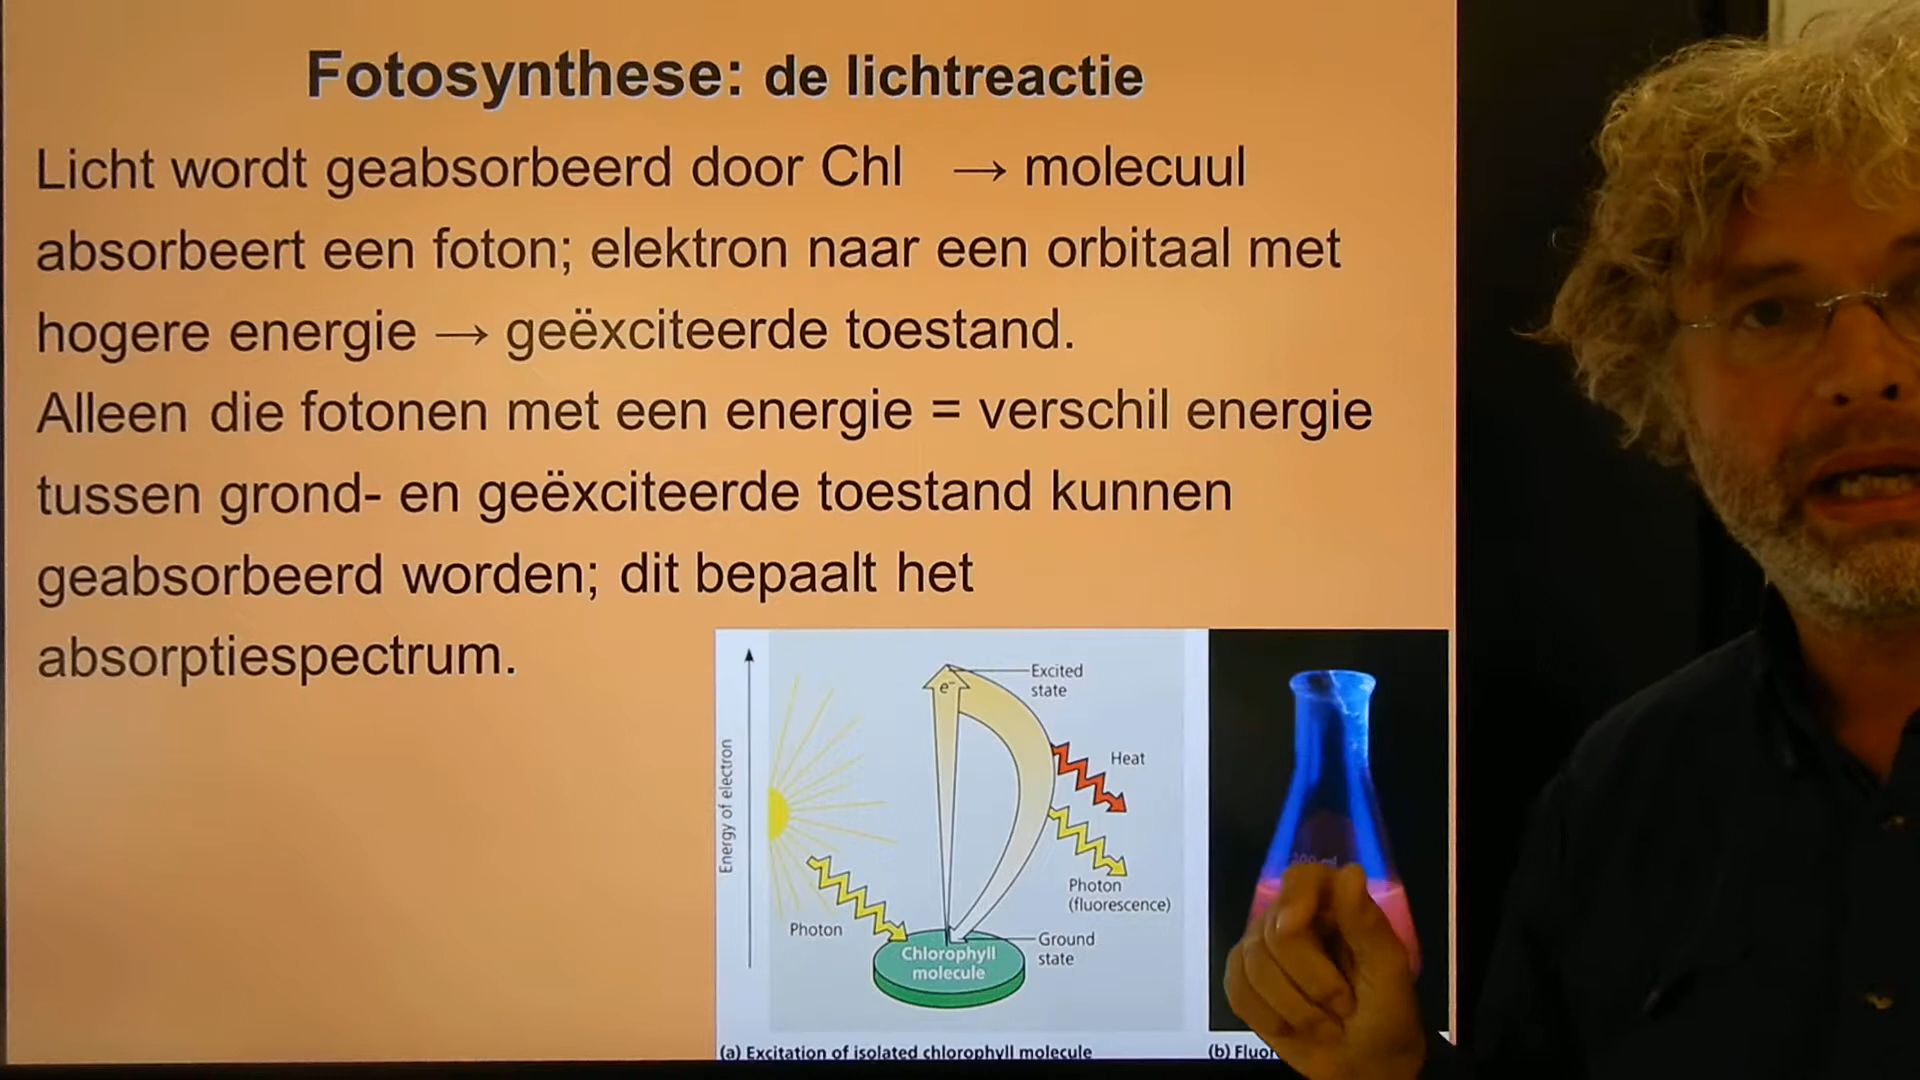 Fotosynthese: de lichtreactie
Licht wordt geabsorbeerd door Chl → molecuul
absorbeert een foton; elektron naar een orbitaal met
hogere energie → geëxciteerde toestand.
Alleen die fotonen met een energie = verschil energie
tussen grond- en geëxciteerde toestand kunnen
geabsorbeerd worden; dit bepaalt het
absorptiespectrum.
Energy of electron
e⁻
Excited
state
Heat
Photon
(fluorescence)
Photon
Ground
state
Chlorophyll
molecule
(a) Excitation of isolated chlorophyll molecule
(b)